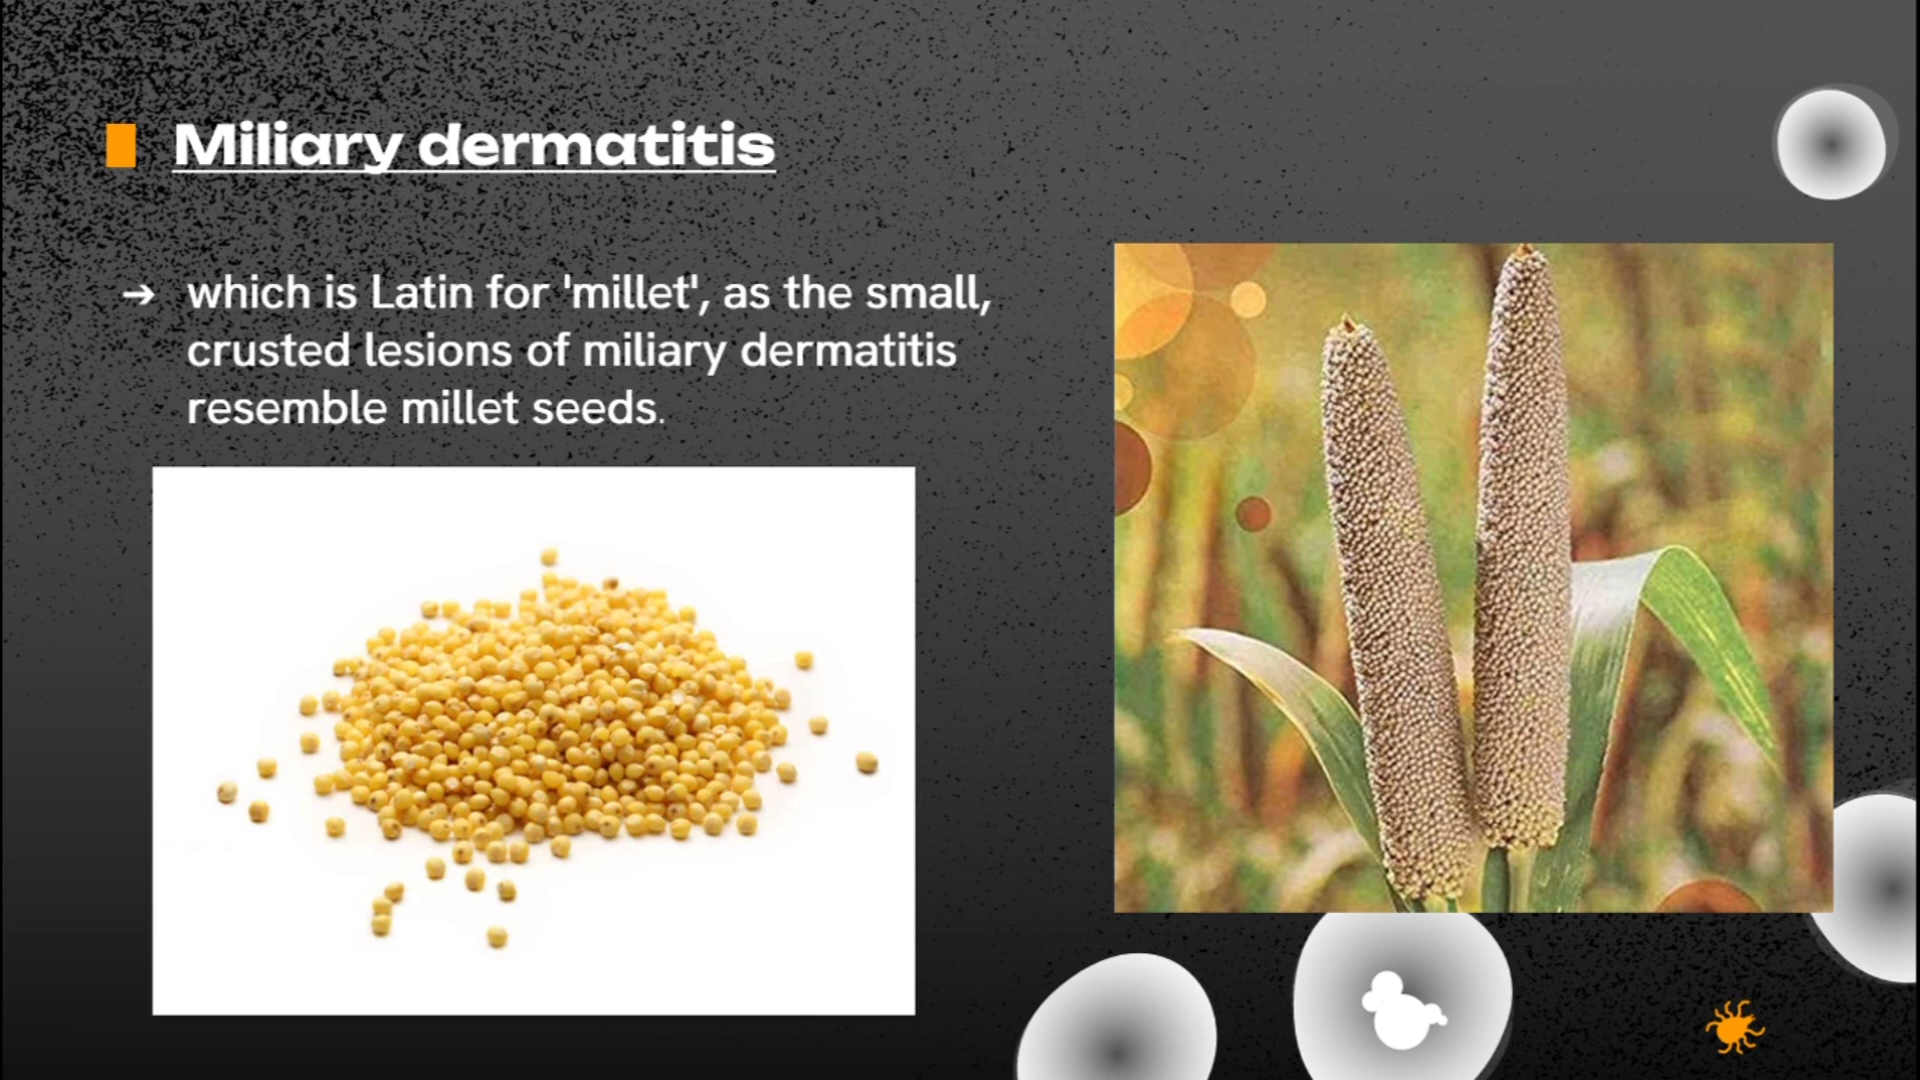 Miliary dermatitis
➔ which is Latin for 'millet', as the small,
crusted lesions of miliary dermatitis
resemble millet seeds.